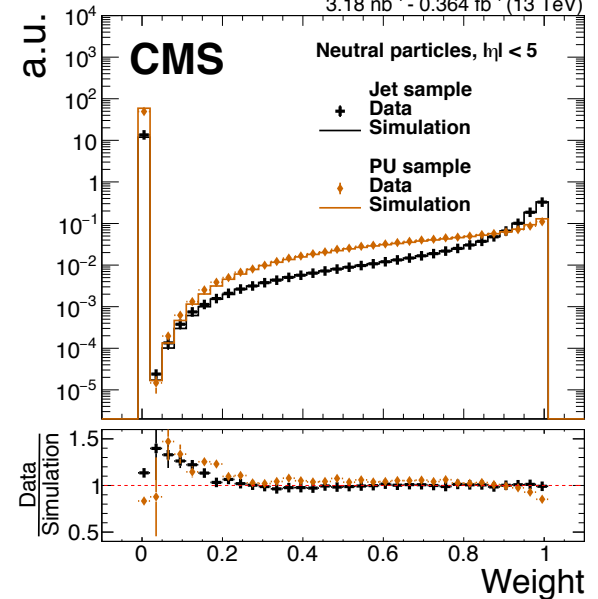 3.18 nb⁻¹ - 0.364 fb⁻¹ (13 TeV)
a.u.
CMS
Neutral particles, |η| < 5
Jet sample
Data
Simulation
PU sample
Data
Simulation
10⁴
10³
10²
10
1
10⁻¹
10⁻²
10⁻³
10⁻⁴
10⁻⁵
Data
Simulation
1.5
1
0.5
0 0.2 0.4 0.6 0.8 1
Weight